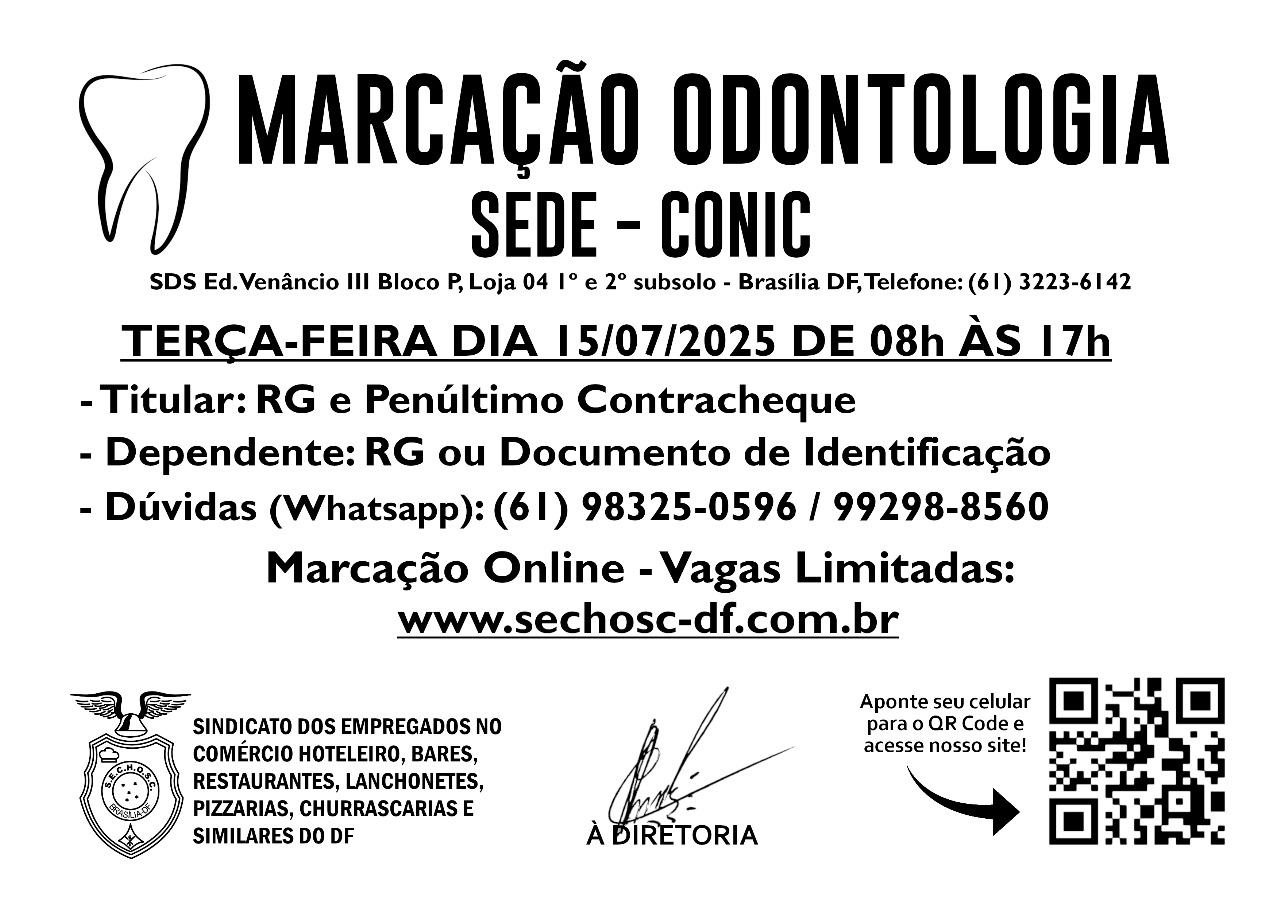 MARCAÇÃO ODONTOLOGIA
SEDE - CONIC
SDS Ed. Venâncio III Bloco P, Loja 04 1º e 2º subsolo - Brasília DF, Telefone: (61) 3223-6142
TERÇA-FEIRA DIA 15/07/2025 DE 08h ÀS 17h
- Titular: RG e Penúltimo Contracheque
- Dependente: RG ou Documento de Identificação
- Dúvidas (Whatsapp): (61) 98325-0596 / 99298-8560
Marcação Online - Vagas Limitadas:
www.sechosc-df.com.br
S.E.C.H.O.S.C.
BRASÍLIA-DF
SINDICATO DOS EMPREGADOS NO
COMÉRCIO HOTELEIRO, BARES,
RESTAURANTES, LANCHONETES,
PIZZARIAS, CHURRASCARIAS E
SIMILARES DO DF
À DIRETORIA
Aponte seu celular
para o QR Code e
acesse nosso site!